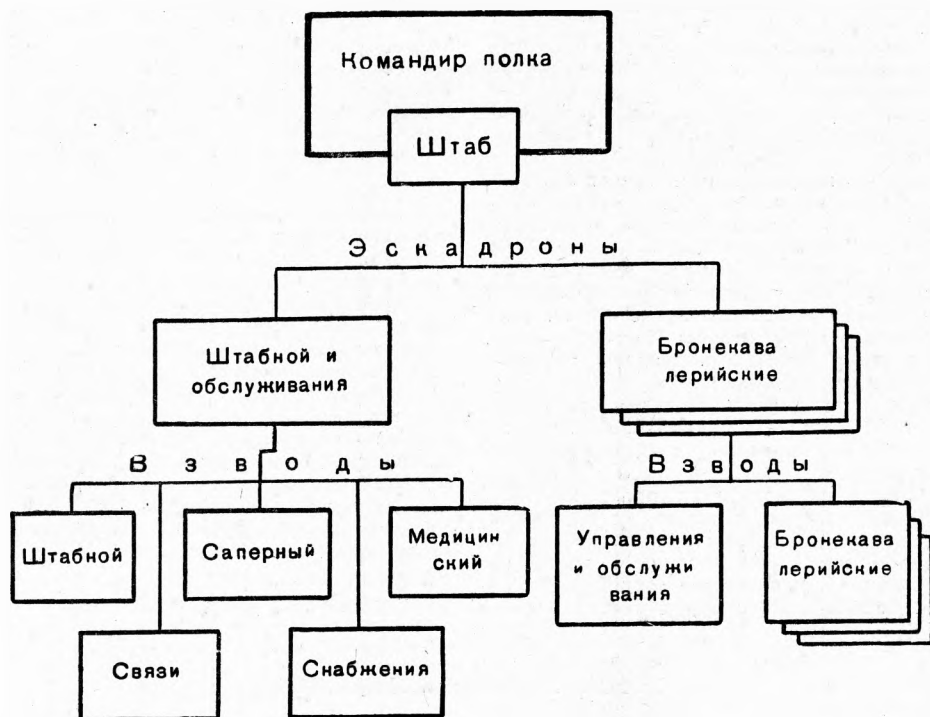 Командир полка
Штаб
Эскадроны
Штабной и
обслуживания
Бронекава
лерийские
Взводы
Взводы
Штабной
Саперный
Медицин
ский
Связи
Снабжения
Управления
и обслужи
вания
Бронекава
лерийские